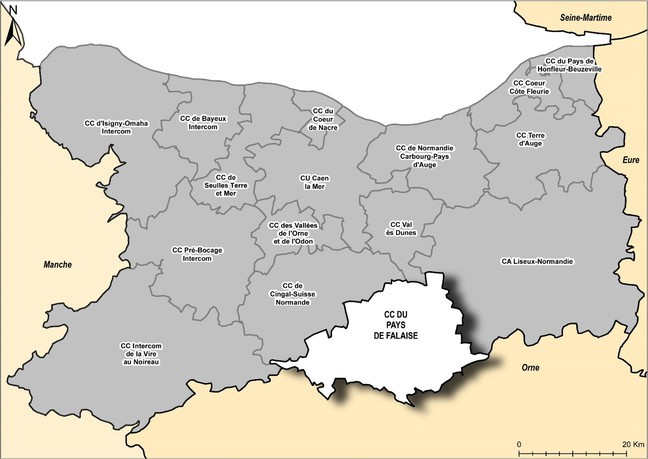 N
Seine-Martime
CC du Pays de
Honfleur-Beuzeville
CC Coeur
Côte Fleurie
CC d'Isigny-Omaha
Intercom
CC de Bayeux
Intercom
CC du
Coeur
de Nacre
CC de Normandie
Carbourg-Pays
d'Auge
CC Terre
d'Auge
Eure
CC de
Seulles Terre
et Mer
CU Caen
la Mer
CC des Vallées
de l'Orne
et de l'Odon
CC Val
és Dunes
CC Pré-Bocage
Intercom
Manche
CA Liseux-Normandie
CC de
Cingal-Suisse
Normande
CC DU
PAYS
DE FALAISE
CC Intercom
de la Vire
au Noireau
Orne
0 20 Km